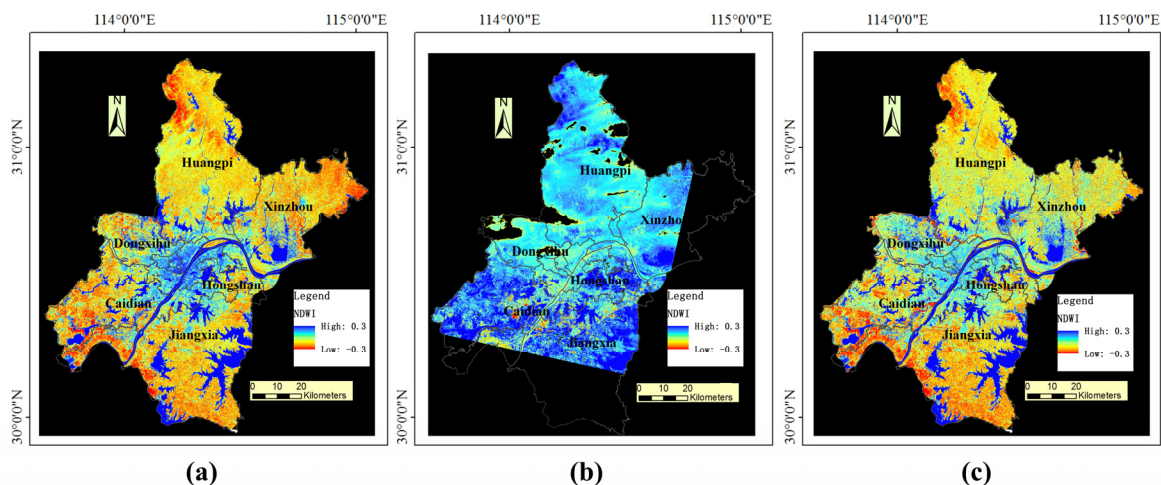 114°0'0"E
115°0'0"E
114°0'0"E
114°0'0"E
115°0'0"E
31°0'0"N
30°0'0"N
N
Huangpi
Xinzhou
Dongxihu
Hongshan
Caidian
Jiangxia
Legend
NDWI
High: 0.3
Low: -0.3
0 10 20
Kilometers
(a)
31°0'0"N
30°0'0"N
N
Huangpi
Xinzho
Dongxihu
Hongshan
Caidian
Jiangxia
Legend
NDWI
High: 0.3
Low: -0.3
0 10 20
Kilometers
(b)
31°0'0"N
30°0'0"N
N
Huangpi
Xinzhou
Dongxihu
Hongshan
Caidian
Jiangxia
Legend
NDWI
High: 0.3
Low: -0.3
0 10 20
Kilometers
(c)